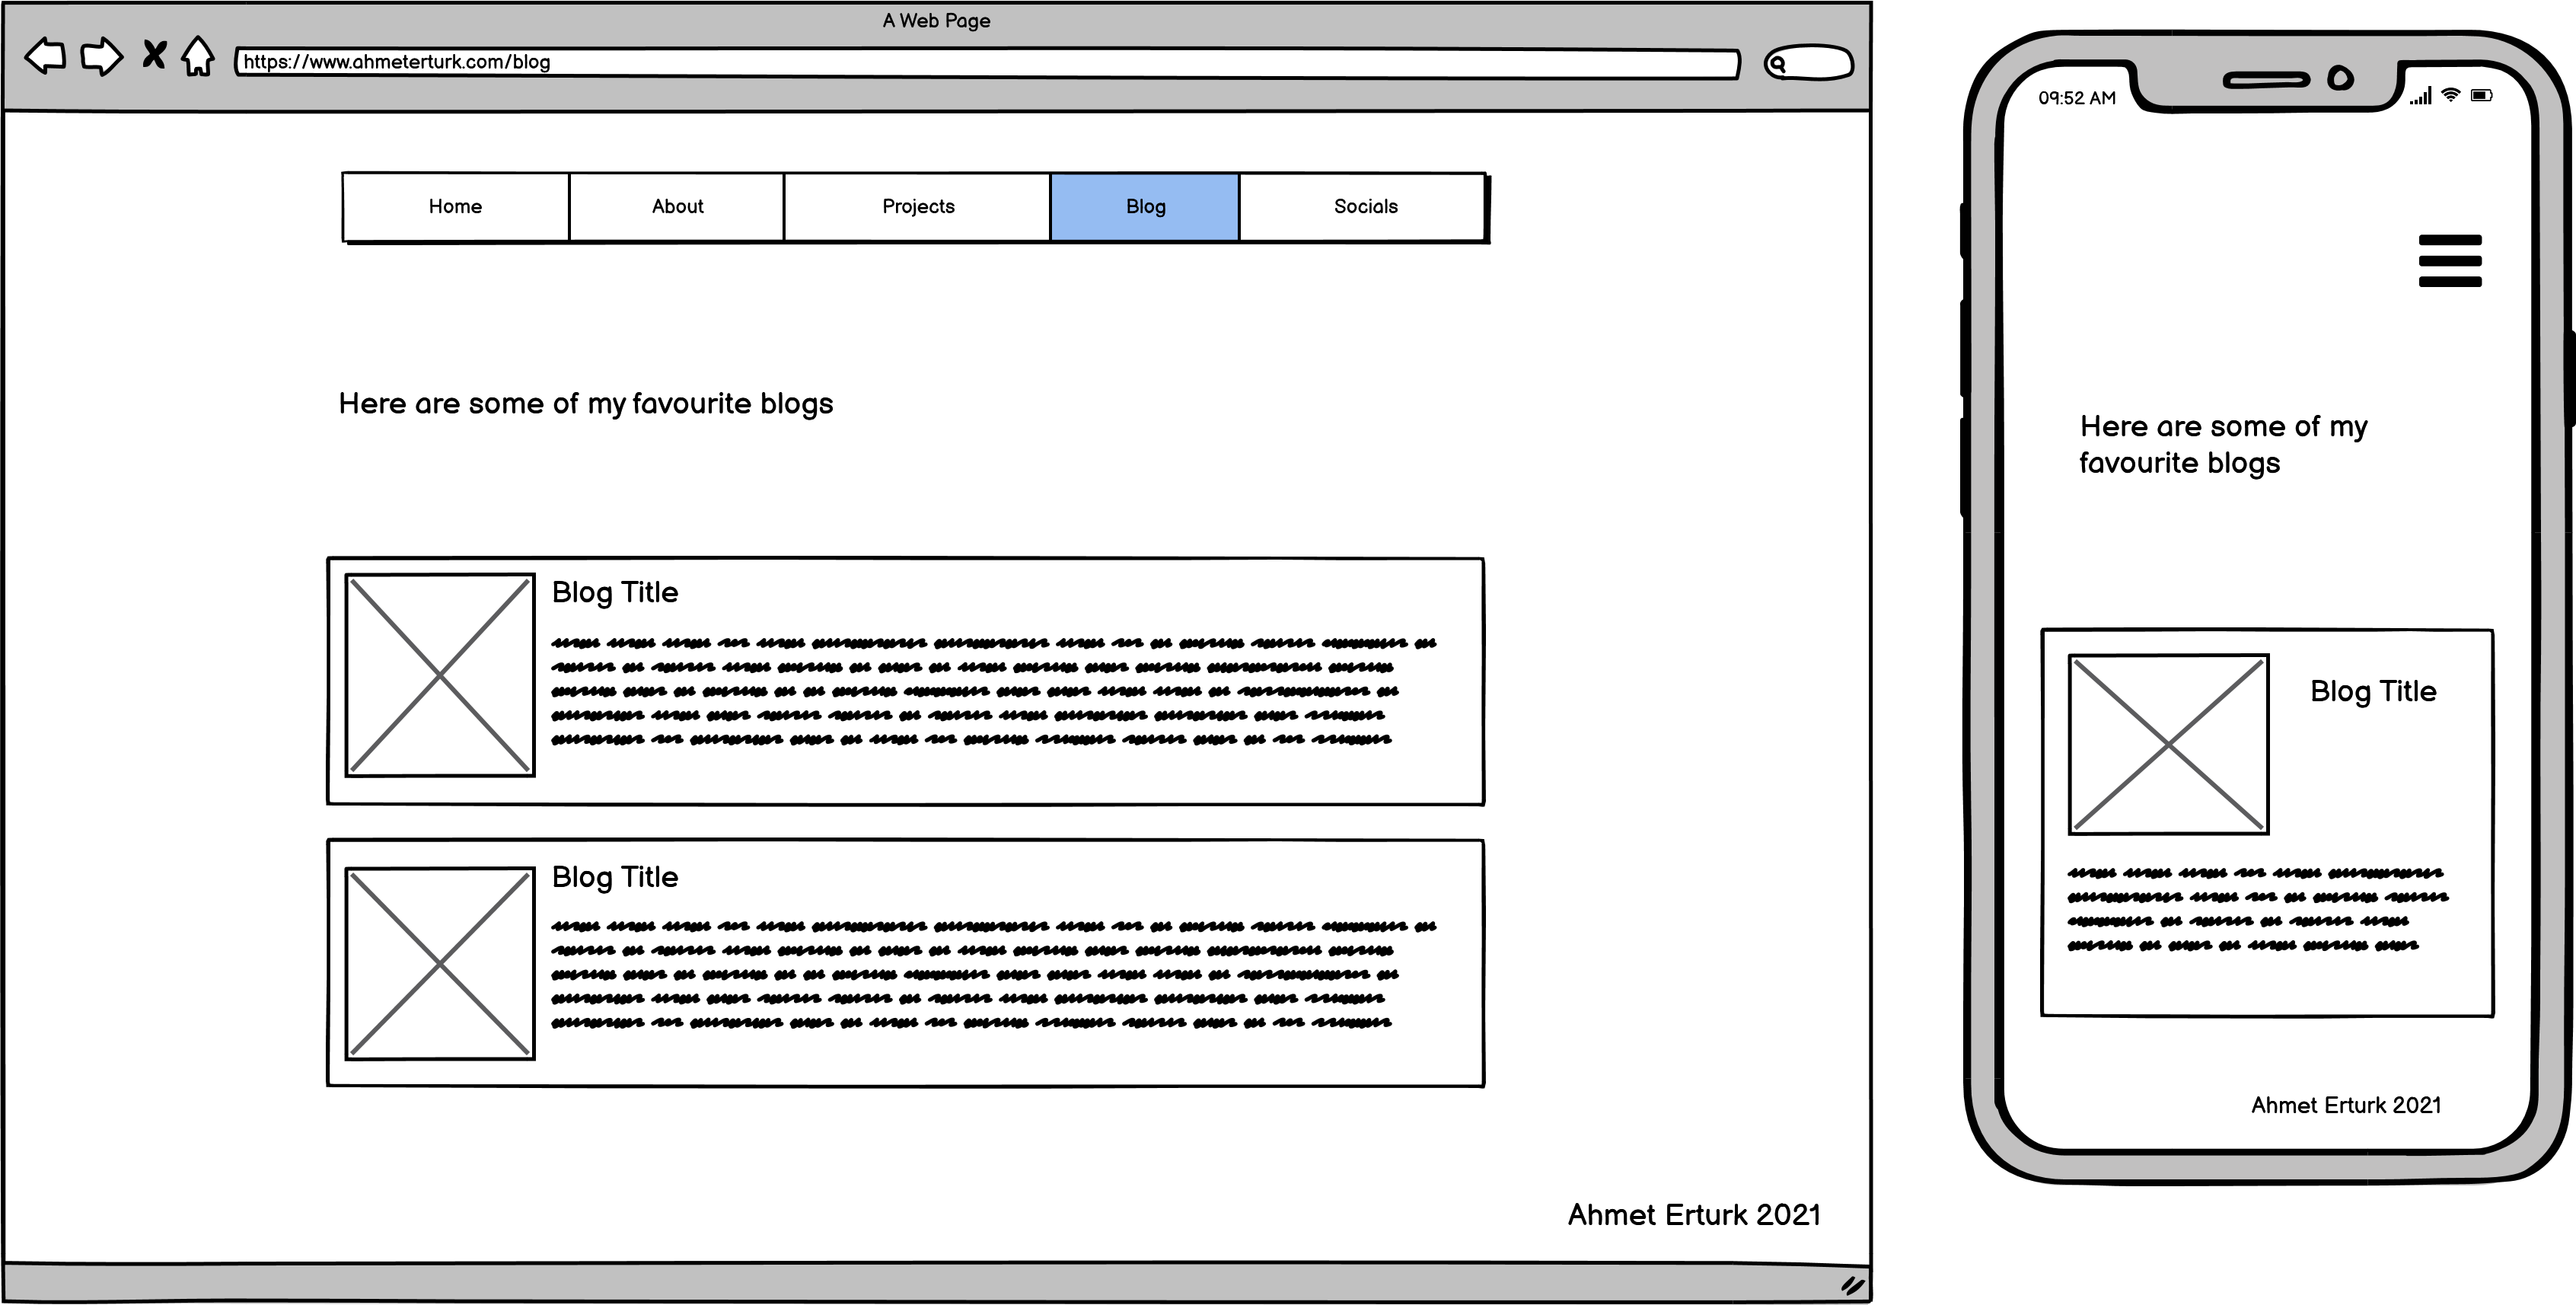 A Web Page
https://www.ahmeterturk.com/blog
Home About Projects Blog Socials
Here are some of my favourite blogs
Blog Title
Blog Title
Ahmet Erturk 2021
09:52 AM
Here are some of my
favourite blogs
Blog Title
Ahmet Erturk 2021